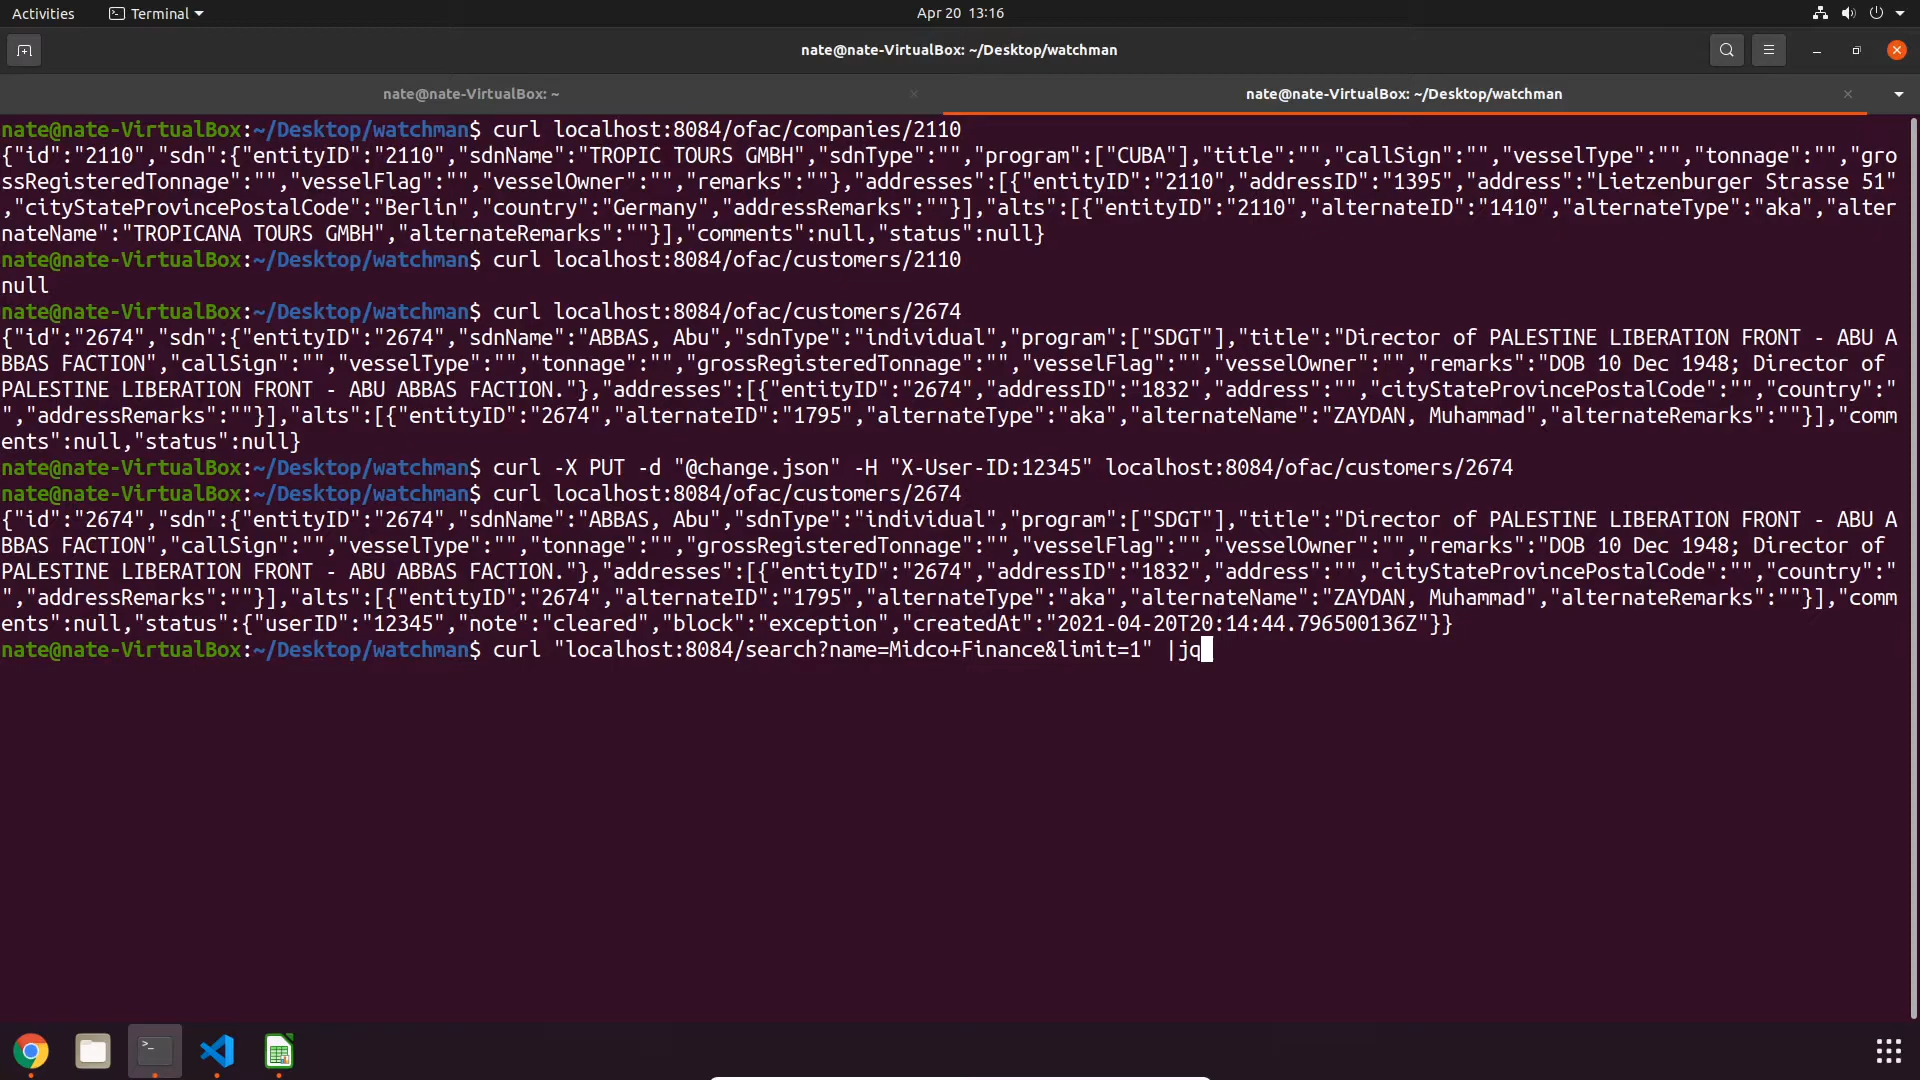 Activities Terminal Apr 20 13:16
nate@nate-VirtualBox: ~/Desktop/watchman
nate@nate-VirtualBox: ~ nate@nate-VirtualBox: ~/Desktop/watchman
nate@nate-VirtualBox:~/Desktop/watchman$ curl localhost:8084/ofac/companies/2110
{"id":"2110","sdn":{"entityID":"2110","sdnName":"TROPIC TOURS GMBH","sdnType":"","program":["CUBA"],"title":"","callSign":"","vesselType":"","tonnage":"","gro
ssRegisteredTonnage":"","vesselFlag":"","vesselOwner":"","remarks":""},"addresses":[{"entityID":"2110","addressID":"1395","address":"Lietzenburger Strasse 51"
,"cityStateProvincePostalCode":"Berlin","country":"Germany","addressRemarks":""}],"alts":[{"entityID":"2110","alternateID":"1410","alternateType":"aka","alter
nateName":"TROPICANA TOURS GMBH","alternateRemarks":""}],"comments":null,"status":null}
nate@nate-VirtualBox:~/Desktop/watchman$ curl localhost:8084/ofac/customers/2110
null
nate@nate-VirtualBox:~/Desktop/watchman$ curl localhost:8084/ofac/customers/2674
{"id":"2674","sdn":{"entityID":"2674","sdnName":"ABBAS, Abu","sdnType":"individual","program":["SDGT"],"title":"Director of PALESTINE LIBERATION FRONT - ABU A
BBAS FACTION","callSign":"","vesselType":"","tonnage":"","grossRegisteredTonnage":"","vesselFlag":"","vesselOwner":"","remarks":"DOB 10 Dec 1948; Director of
PALESTINE LIBERATION FRONT - ABU ABBAS FACTION."},"addresses":[{"entityID":"2674","addressID":"1832","address":"","cityStateProvincePostalCode":"","country":"
","addressRemarks":""}],"alts":[{"entityID":"2674","alternateID":"1795","alternateType":"aka","alternateName":"ZAYDAN, Muhammad","alternateRemarks":""}],"comm
ents":null,"status":null}
nate@nate-VirtualBox:~/Desktop/watchman$ curl -X PUT -d "@change.json" -H "X-User-ID:12345" localhost:8084/ofac/customers/2674
nate@nate-VirtualBox:~/Desktop/watchman$ curl localhost:8084/ofac/customers/2674
{"id":"2674","sdn":{"entityID":"2674","sdnName":"ABBAS, Abu","sdnType":"individual","program":["SDGT"],"title":"Director of PALESTINE LIBERATION FRONT - ABU A
BBAS FACTION","callSign":"","vesselType":"","tonnage":"","grossRegisteredTonnage":"","vesselFlag":"","vesselOwner":"","remarks":"DOB 10 Dec 1948; Director of
PALESTINE LIBERATION FRONT - ABU ABBAS FACTION."},"addresses":[{"entityID":"2674","addressID":"1832","address":"","cityStateProvincePostalCode":"","country":"
","addressRemarks":""}],"alts":[{"entityID":"2674","alternateID":"1795","alternateType":"aka","alternateName":"ZAYDAN, Muhammad","alternateRemarks":""}],"comm
ents":null,"status":{"userID":"12345","note":"cleared","block":"exception","createdAt":"2021-04-20T20:14:44.796500136Z"}}
nate@nate-VirtualBox:~/Desktop/watchman$ curl "localhost:8084/search?name=Midco+Finance&limit=1" |jq